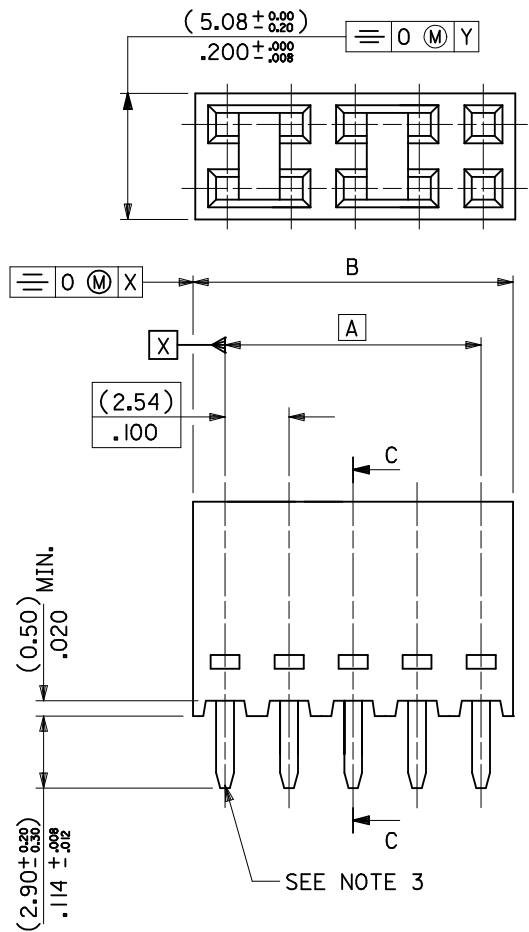 (5.08 ± 0.00 0.20)
.200 ± .000 .008
⌯ 0 Ⓜ Y
⌯ 0 Ⓜ X
B
X
A
(2.54)
.100
C
(0.50) MIN.
.020
(2.90 ± 0.20 0.30)
.114 ± .008 .012
C
SEE NOTE 3